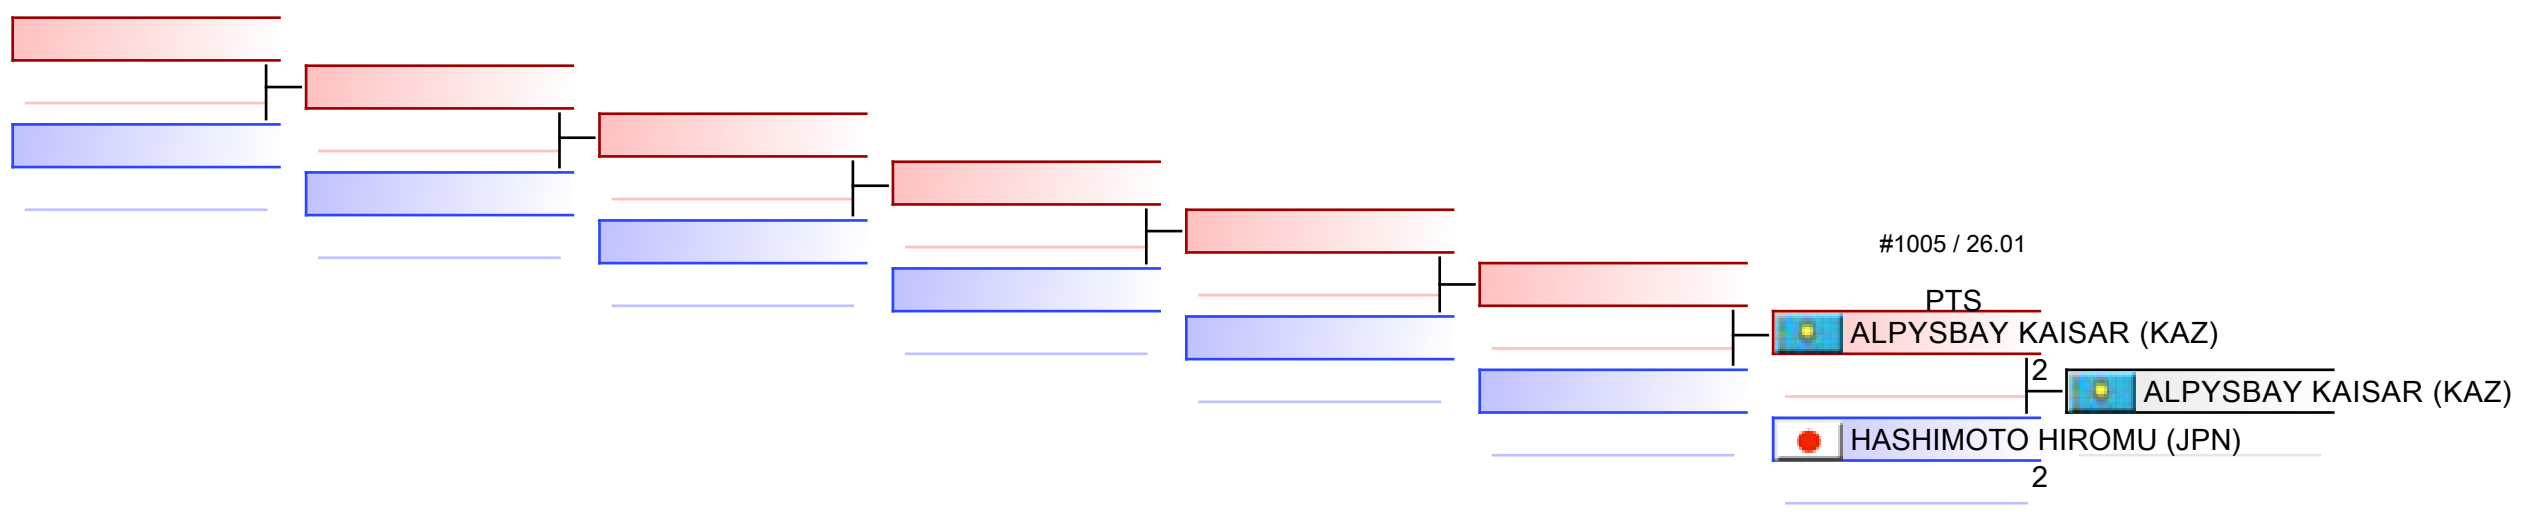 #1005 / 26.01
PTS
ALPYSBAY KAISAR (KAZ)
2
ALPYSBAY KAISAR (KAZ)
HASHIMOTO HIROMU (JPN)
2